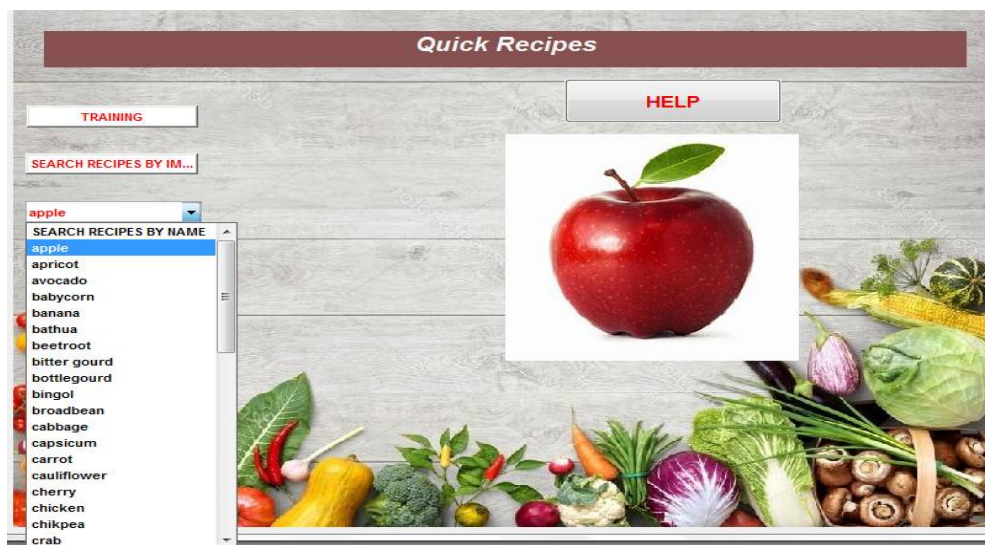 Quick Recipes
HELP
TRAINING
SEARCH RECIPES BY IM...
apple
SEARCH RECIPES BY NAME
apple
apricot
avocado
babycorn
banana
bathua
beetroot
bitter gourd
bottlegourd
bingol
broadbean
cabbage
capsicum
carrot
cauliflower
cherry
chicken
chikpea
crab